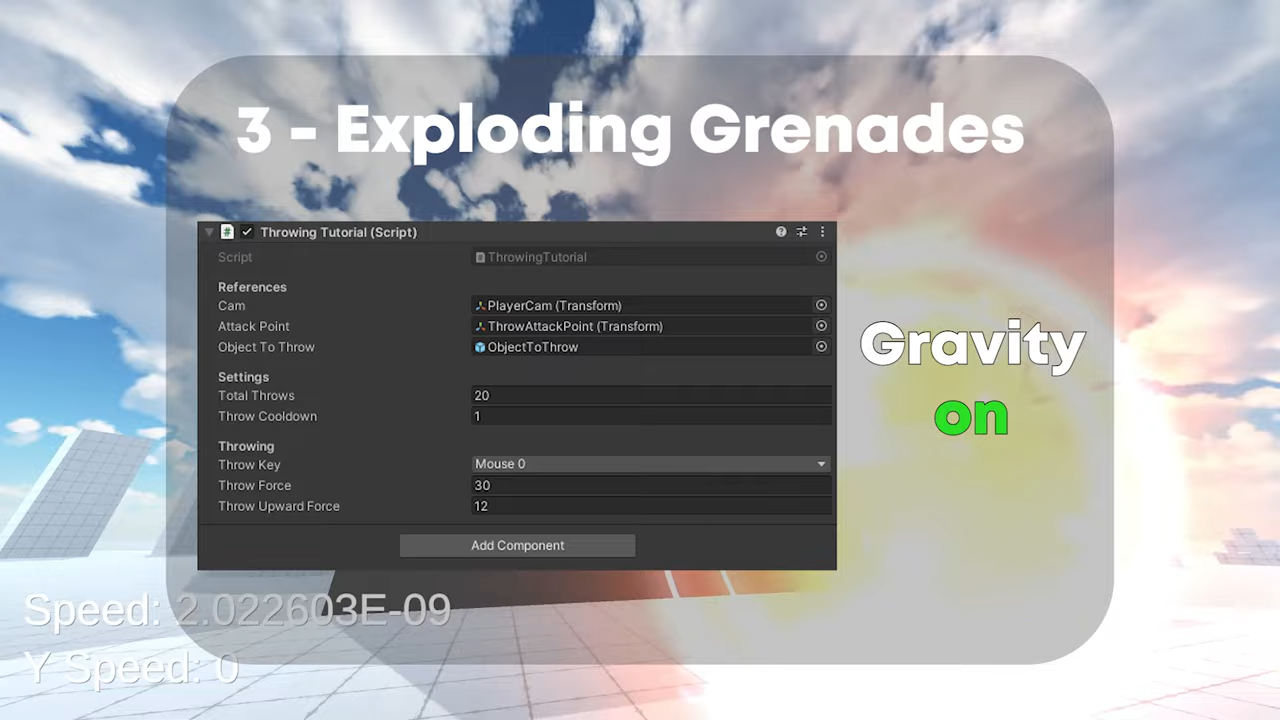 3 - Exploding Grenades
# Throwing Tutorial (Script)
Script ThrowingTutorial
References
Cam PlayerCam (Transform)
Attack Point ThrowAttackPoint (Transform)
Object To Throw ObjectToThrow
Settings
Total Throws 20
Throw Cooldown 1
Throwing
Throw Key Mouse 0
Throw Force 30
Throw Upward Force 12
Add Component
Gravity
on
Speed: 2.022603E-09
Y Speed: 0